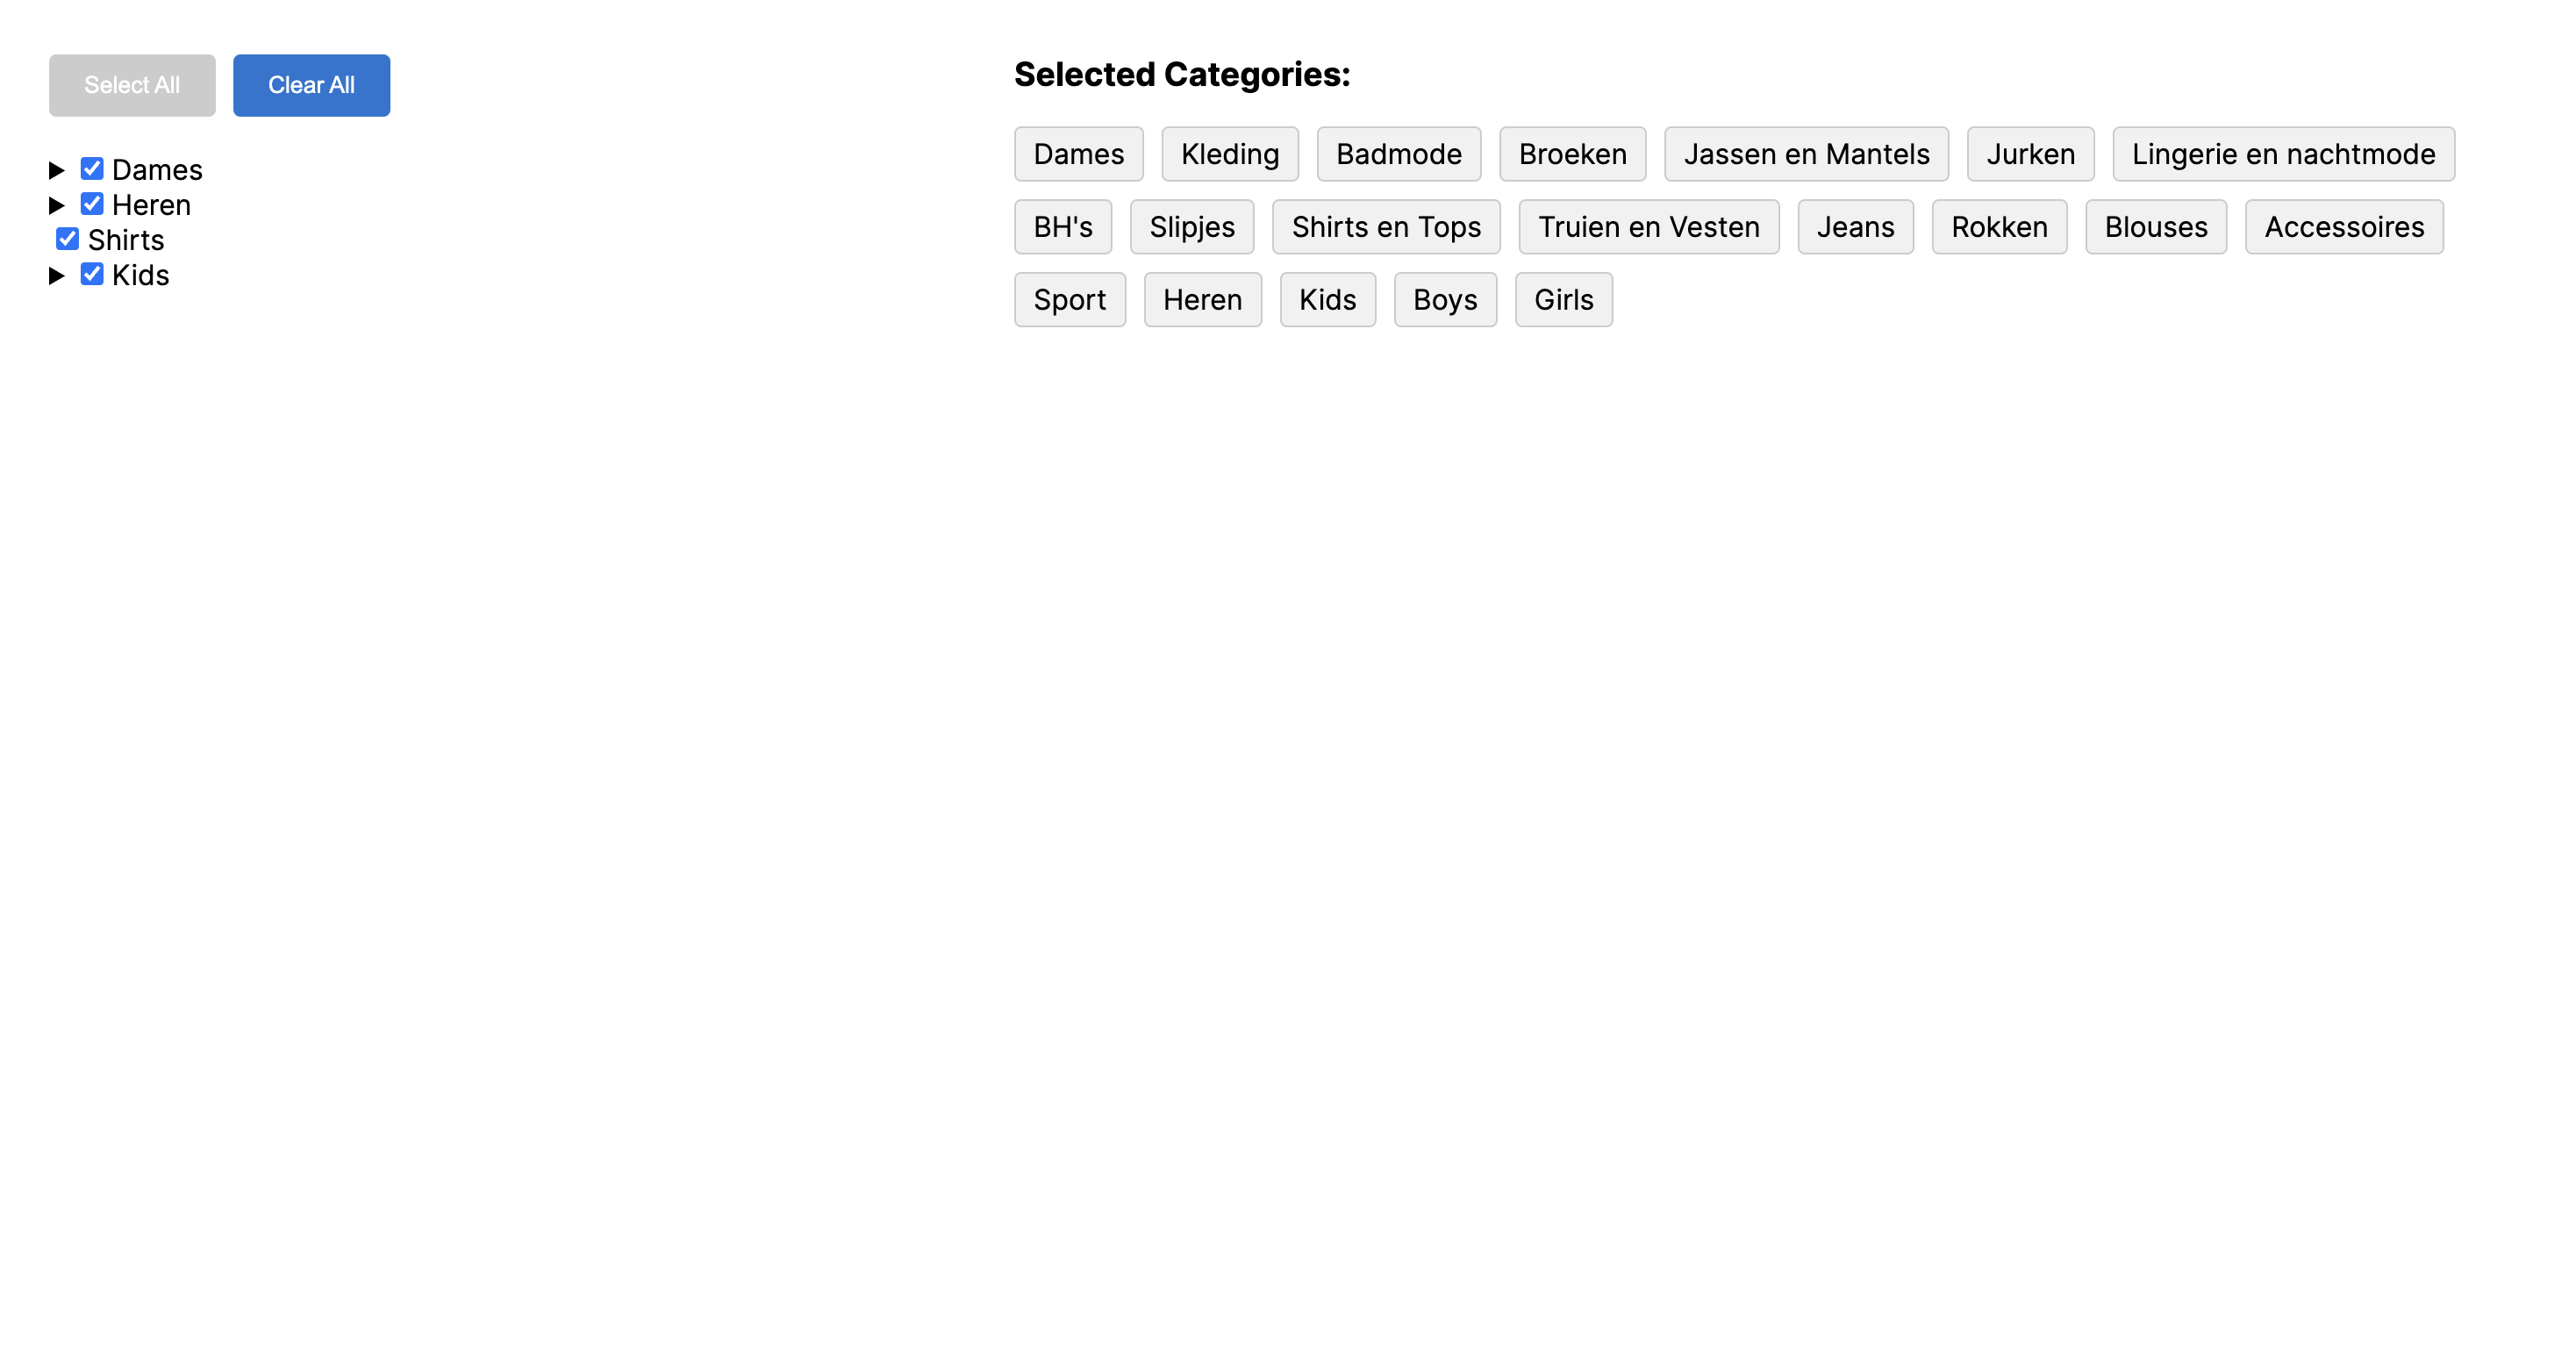 Select All Clear All
Dames
Heren
Shirts
Kids
Selected Categories:
Dames Kleding Badmode Broeken Jassen en Mantels Jurken Lingerie en nachtmode
BH's Slipjes Shirts en Tops Truien en Vesten Jeans Rokken Blouses Accessoires
Sport Heren Kids Boys Girls